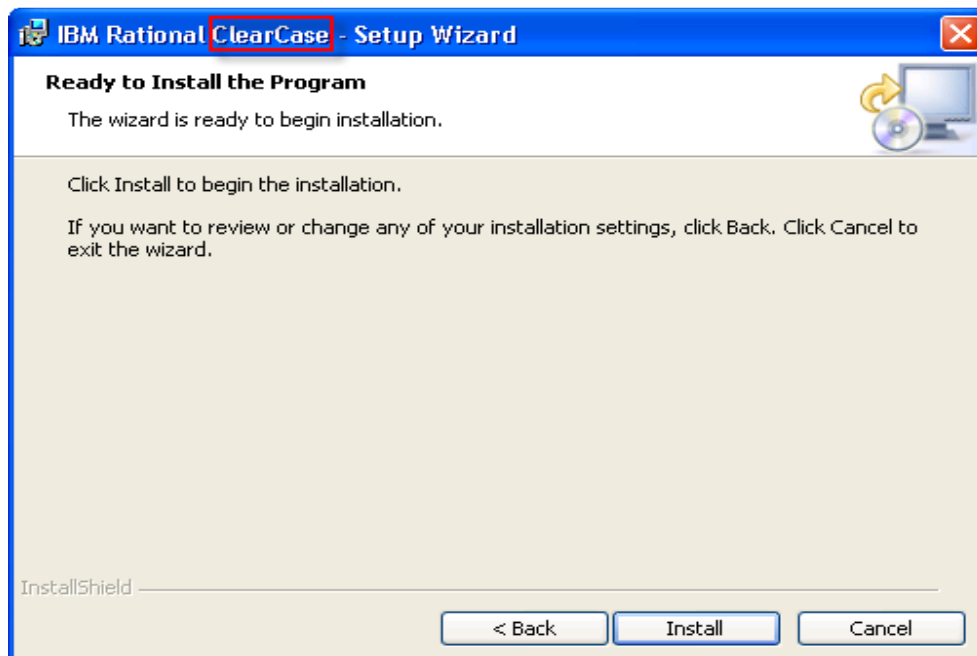 IBM Rational ClearCase - Setup Wizard
Ready to Install the Program
The wizard is ready to begin installation.
Click Install to begin the installation.
If you want to review or change any of your installation settings, click Back. Click Cancel to
exit the wizard.
InstallShield
< Back
Install
Cancel